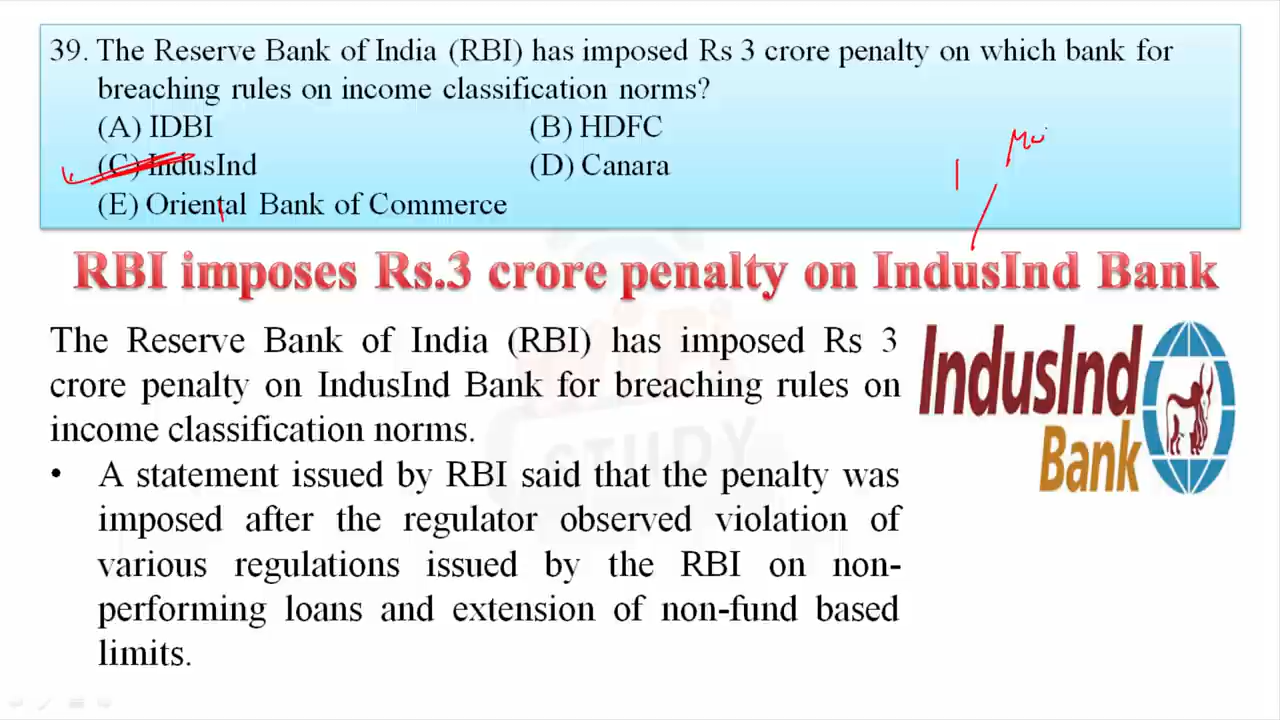 39. The Reserve Bank of India (RBI) has imposed Rs 3 crore penalty on which bank for
breaching rules on income classification norms?
(A) IDBI (B) HDFC
(C) IndusInd (D) Canara
(E) Oriental Bank of Commerce
RBI imposes Rs.3 crore penalty on IndusInd Bank
The Reserve Bank of India (RBI) has imposed Rs 3
crore penalty on IndusInd Bank for breaching rules on
income classification norms.
• A statement issued by RBI said that the penalty was
imposed after the regulator observed violation of
various regulations issued by the RBI on non-
performing loans and extension of non-fund based
limits.
IndusInd
Bank
STUDY